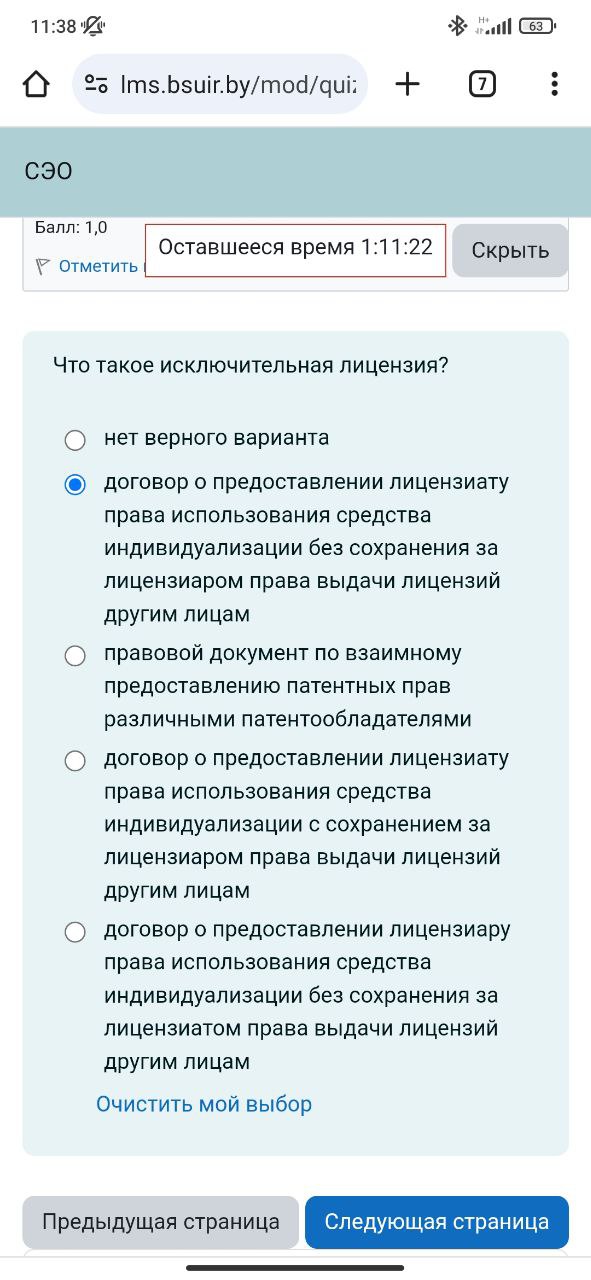 11:38
H+
63
lms.bsuir.by/mod/quiz
7
СЭО
Балл: 1,0
Оставшееся время 1:11:22
Скрыть
Отметить
Что такое исключительная лицензия?
нет верного варианта
договор о предоставлении лицензиату
права использования средства
индивидуализации без сохранения за
лицензиаром права выдачи лицензий
другим лицам
правовой документ по взаимному
предоставлению патентных прав
различными патентообладателями
договор о предоставлении лицензиату
права использования средства
индивидуализации с сохранением за
лицензиаром права выдачи лицензий
другим лицам
договор о предоставлении лицензиару
права использования средства
индивидуализации без сохранения за
лицензиатом права выдачи лицензий
другим лицам
Очистить мой выбор
Предыдущая страница
Следующая страница